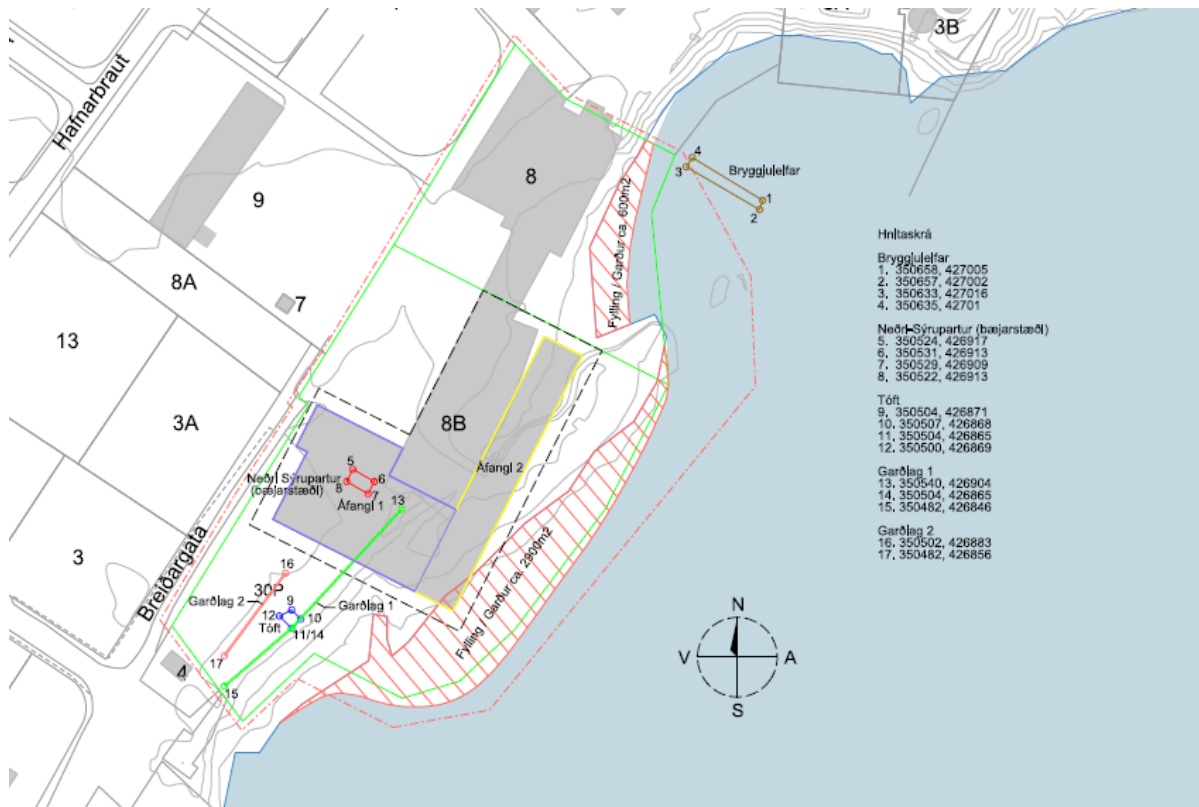 3B
Hafnarbraut
8
9
4
3
Bryggjuleifar
1
2
Fylling / Garður ca. 600m2
8A
7
13
3A
8B
Áfangi 2
5
6
Neðri Sýrupartur
8
7
(bæjarstæði)
Áfangi 1
13
3
Breiðargata
16
30P
9
Garðlag 2
12
10
Garðlag 1
Tóft
11/14
17
4
15
Fylling / Garður ca. 2900m2
Hnitaskrá
Bryggjuleifar
1. 350658, 427005
2. 350657, 427002
3. 350633, 427016
4. 350635, 42701
Neðri-Sýrupartur (bæjarstæði)
5. 350524, 426917
6. 350531, 426913
7. 350529, 426909
8. 350522, 426913
Tóft
9. 350504, 426871
10. 350507, 426868
11. 350504, 426865
12. 350500, 426869
Garðlag 1
13. 350540, 426904
14, 350504, 426865
15. 350482, 426846
Garðlag 2
16. 350502, 426883
17, 350482, 426856
N
V
A
S